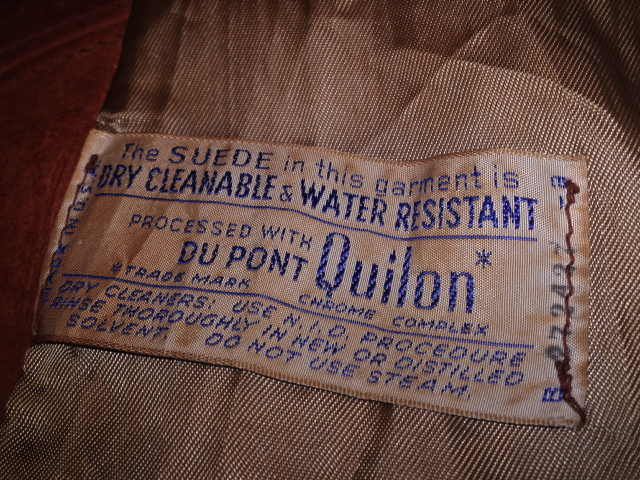 The SUEDE in this garment is
DRY CLEANABLE & WATER RESISTANT
PROCESSED WITH
DU PONT Quilon*
*TRADE MARK CHROME COMPLEX
DRY CLEANERS: USE N.I.D. PROCEDURE
RINSE THOROUGHLY IN NEW OR DISTILLED
SOLVENT. DO NOT USE STEAM.